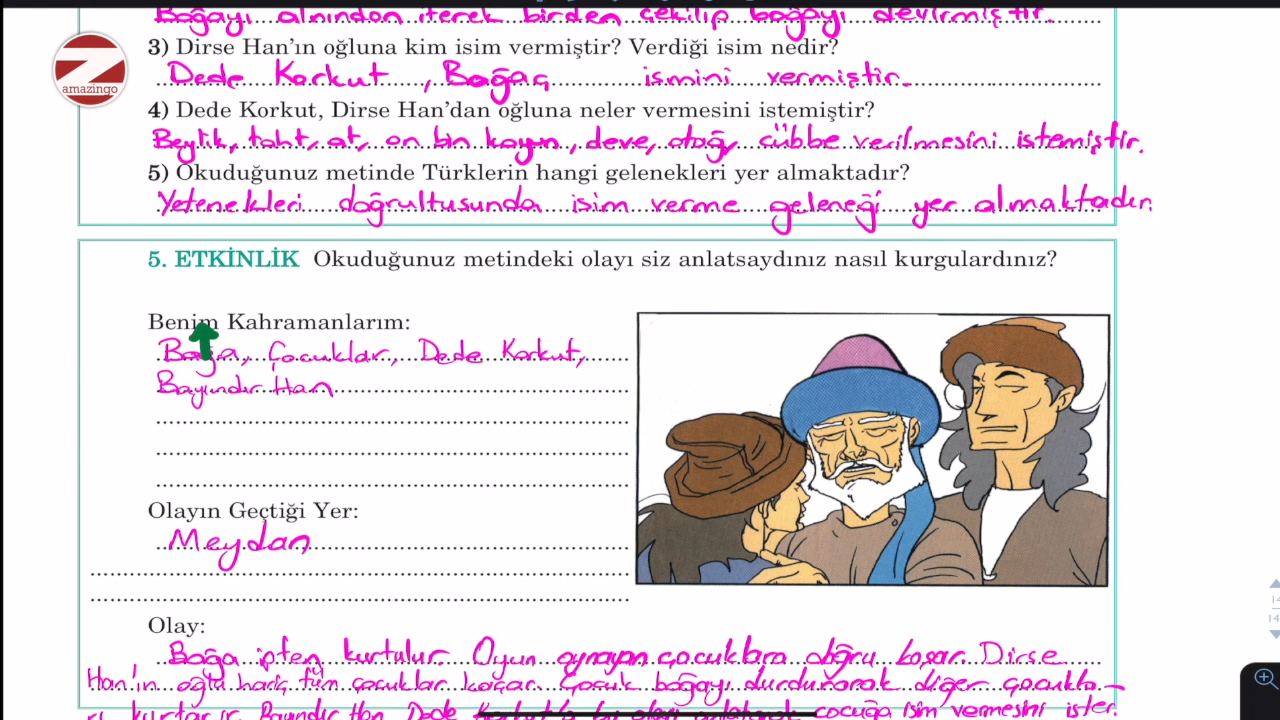 Boğayı alnından iterek birden çekilip boğayı devirmiştir.
3) Dirse Han'ın oğluna kim isim vermiştir? Verdiği isim nedir?
amazingo
Dede Korkut, Boğaç ismini vermiştir.
4) Dede Korkut, Dirse Han'dan oğluna neler vermesini istemiştir?
Beylik, taht, at, on bin koyun, deve, otağ, cübbe verilmesini istemiştir.
5) Okuduğunuz metinde Türklerin hangi gelenekleri yer almaktadır?
Yetenekleri doğrultusunda isim verme geleneği yer almaktadır.
5. ETKİNLİK Okuduğunuz metindeki olayı siz anlatsaydınız nasıl kurgulardınız?
Benim Kahramanlarım:
Boğa, Çocuklar, Dede Korkut,
Bayındır Han
Olayın Geçtiği Yer:
Meydan
Olay:
Boğa ipten kurtulur. Oyun oynayan çocuklara doğru koşar. Dirse
Han'ın oğlu hariç tüm çocuklar kaçar. Çocuk boğayı durdurarak diğer çocukla-
rı kurtarır. Bayındır Han Dede çocuğa isim vermesini ister.